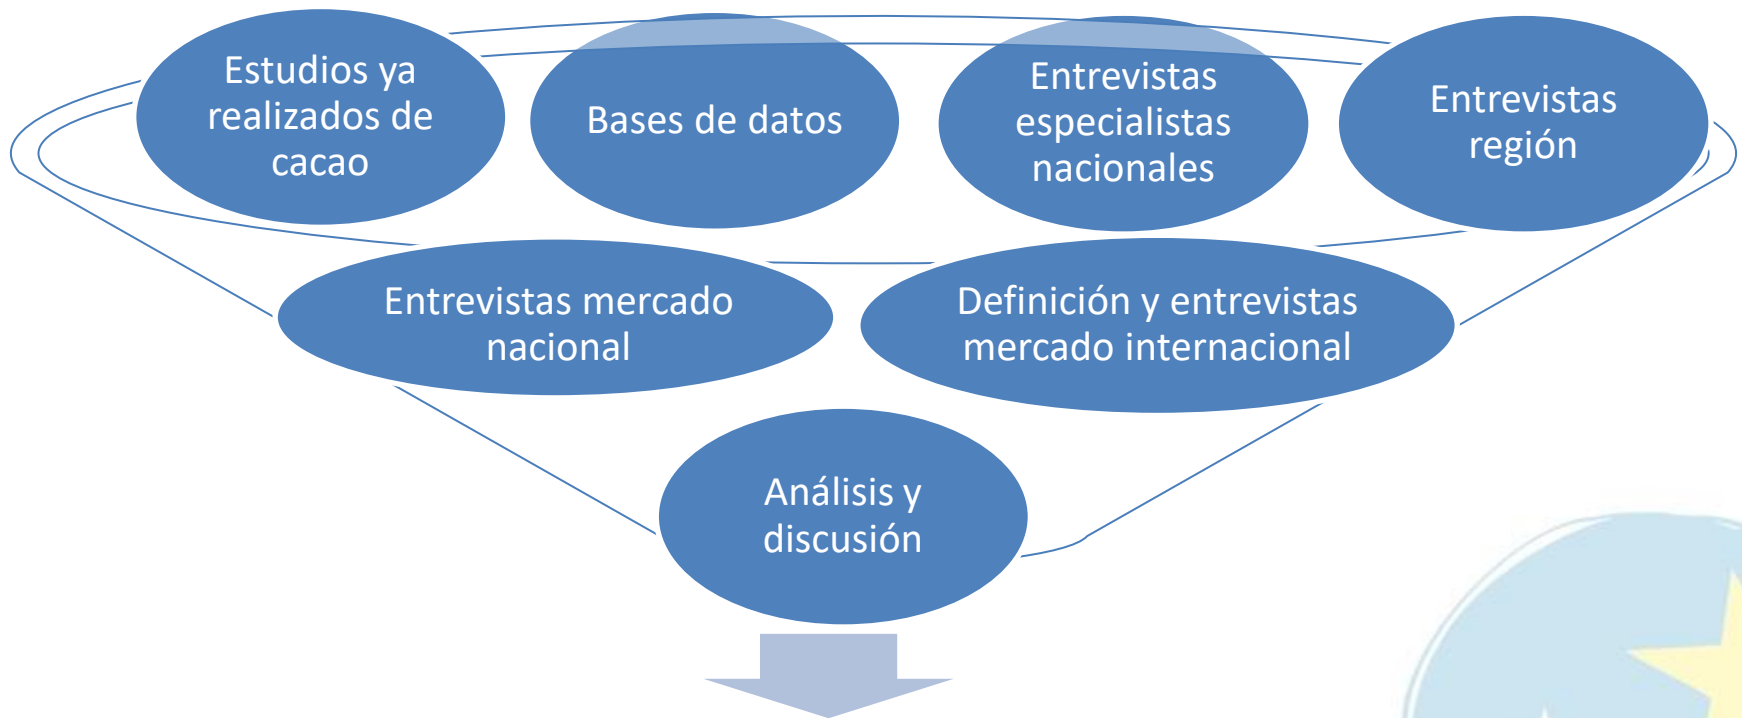 Estudios ya
realizados de
cacao
Bases de datos
Entrevistas
especialistas
nacionales
Entrevistas
región
Entrevistas mercado
nacional
Definición y entrevistas
mercado internacional
Análisis y
discusión